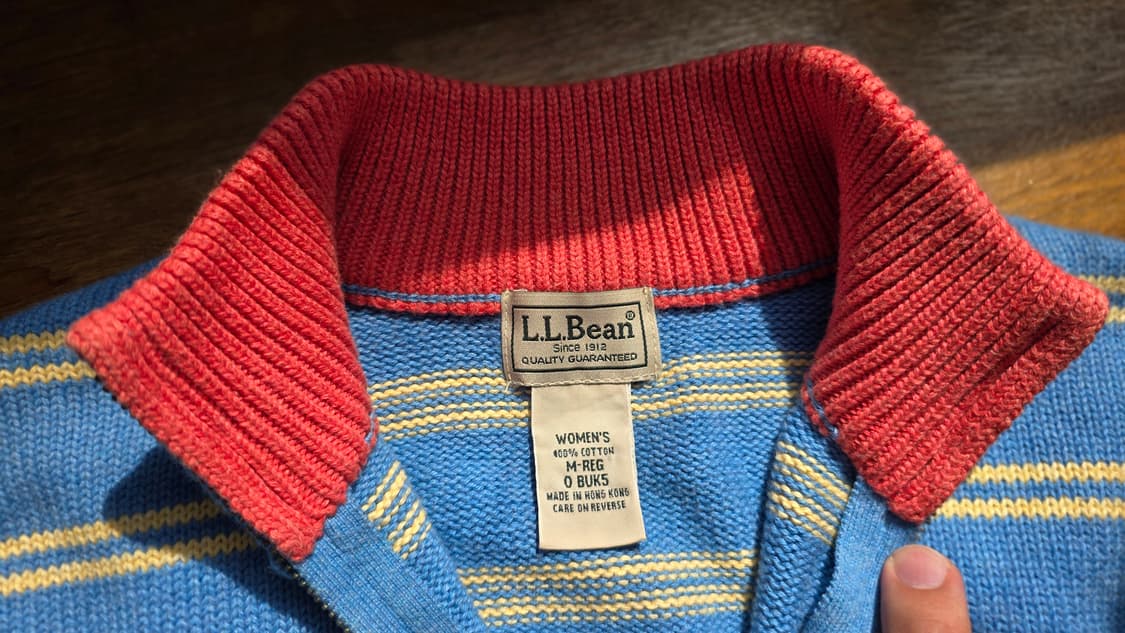 L.L.Bean®
Since 1912
QUALITY GUARANTEED
WOMEN'S
100% COTTON
M-REG
0 BUK5
MADE IN HONG KONG
CARE ON REVERSE